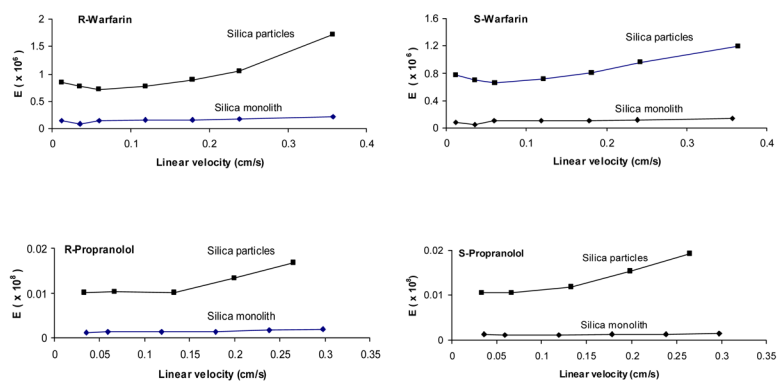 R-Warfarin
Silica particles
Silica monolith
E ( x 10⁶)
2
1.5
1
0.5
0
0 0.1 0.2 0.3 0.4
Linear velocity (cm/s)
S-Warfarin
Silica particles
Silica monolith
E ( x 10⁶)
1.6
1.2
0.8
0.4
0
0 0.1 0.2 0.3 0.4
Linear velocity (cm/s)
R-Propranolol
Silica particles
Silica monolith
E ( x 10⁸)
0.02
0.01
0
0 0.05 0.1 0.15 0.2 0.25 0.3 0.35
Linear velocity (cm/s)
S-Propranolol
Silica particles
Silica monolith
E ( x 10⁸)
0.02
0.01
0
0 0.05 0.1 0.15 0.2 0.25 0.3 0.35
Linear velocity (cm/s)